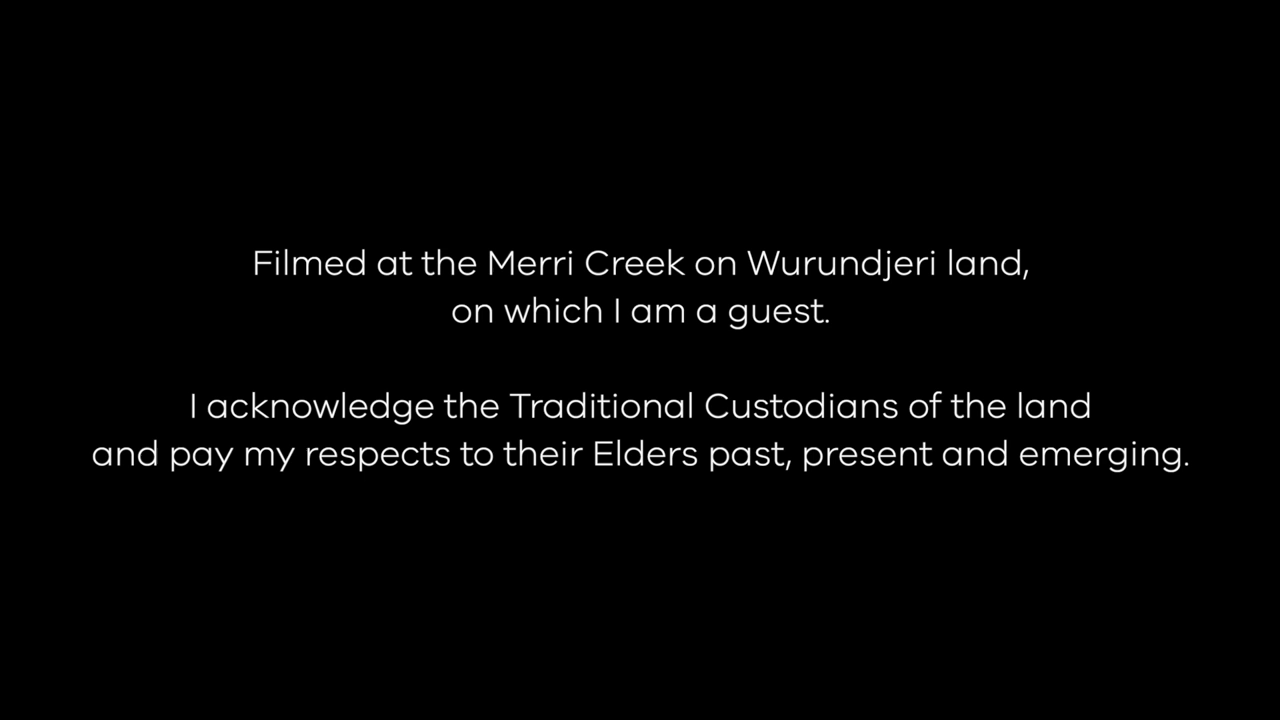 Filmed at the Merri Creek on Wurundjeri land,
on which I am a guest.
I acknowledge the Traditional Custodians of the land
and pay my respects to their Elders past, present and emerging.